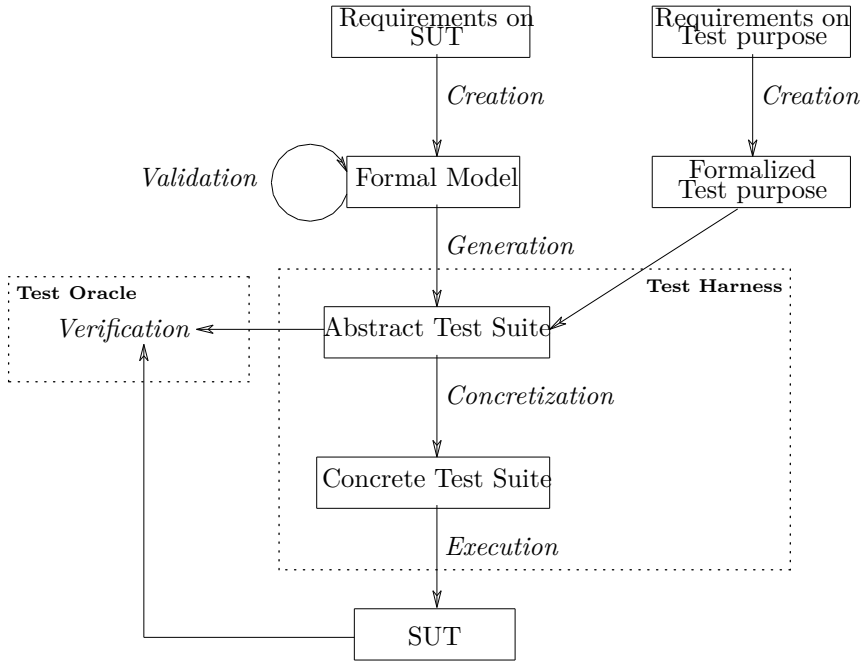 Requirements on
SUT
Requirements on
Test purpose
Creation
Creation
Validation
Formal Model
Formalized
Test purpose
Generation
Test Oracle
Test Harness
Verification
Abstract Test Suite
Concretization
Concrete Test Suite
Execution
SUT